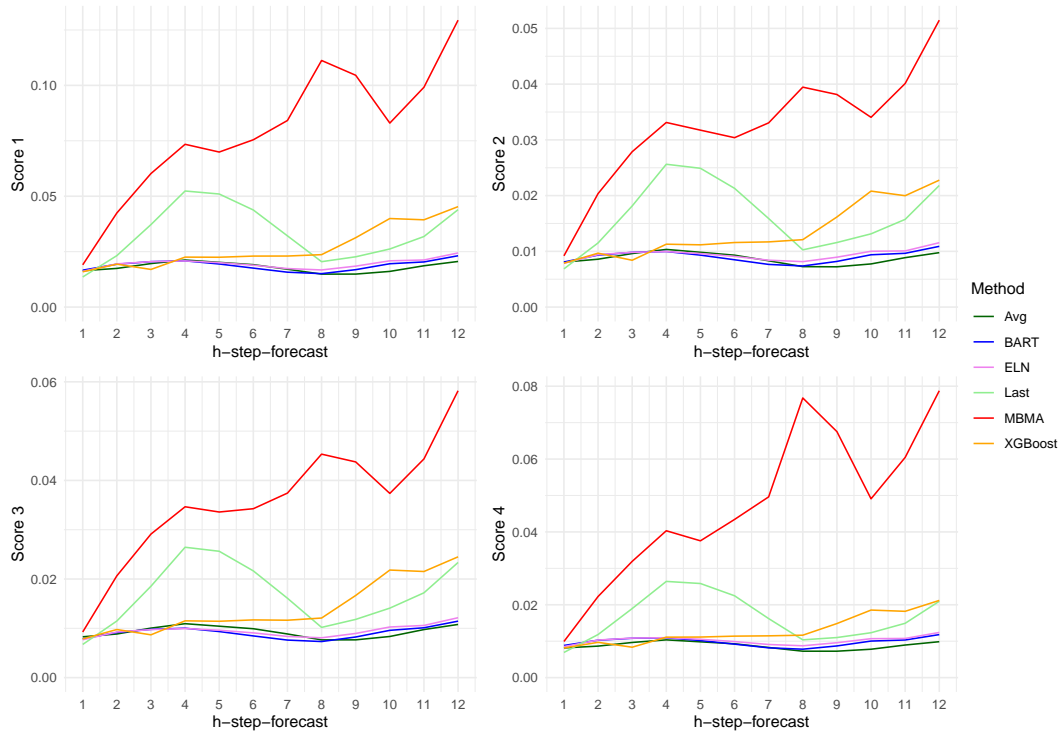 Score 1
0.10
0.05
0.00
1 2 3 4 5 6 7 8 9 10 11 12
h−step−forecast
Score 2
0.05
0.04
0.03
0.02
0.01
0.00
1 2 3 4 5 6 7 8 9 10 11 12
h−step−forecast
Score 3
0.06
0.04
0.02
0.00
1 2 3 4 5 6 7 8 9 10 11 12
h−step−forecast
Score 4
0.08
0.06
0.04
0.02
0.00
1 2 3 4 5 6 7 8 9 10 11 12
h−step−forecast
Method
Avg
BART
ELN
Last
MBMA
XGBoost